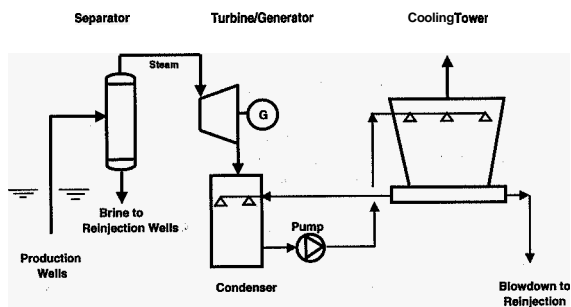 Separator
Turbine/Generator
CoolingTower
Steam
G
Brine to
Reinjection Wells
Pump
Production
Wells
Condenser
Blowdown to
Reinjection